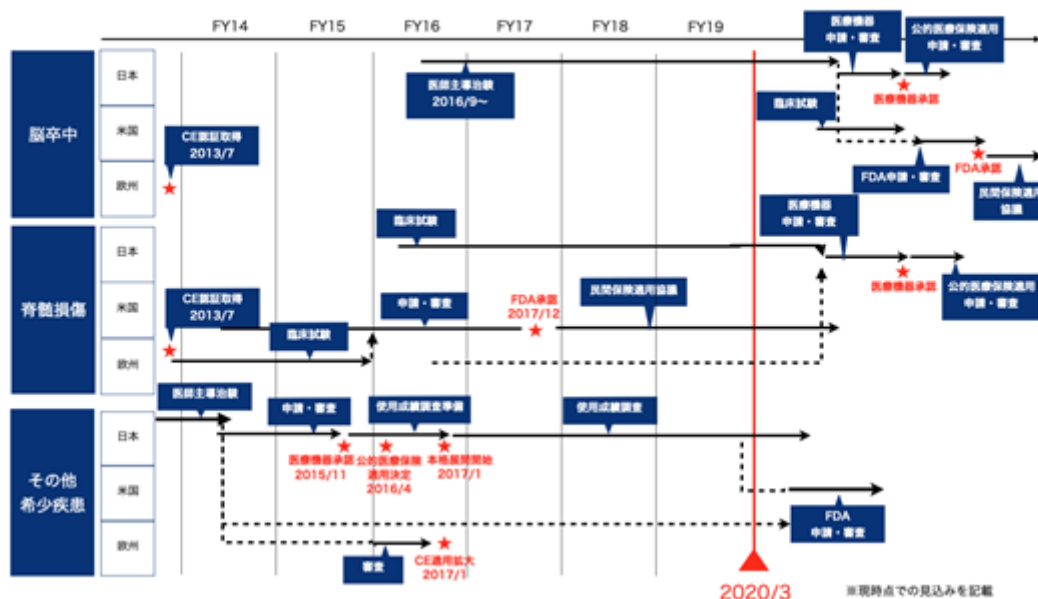 FY14
FY15
FY16
FY17
FY18
FY19
脳卒中
日本
米国
欧州
CE認証取得
2013/7
医師主導治験
2016/9〜
医療機器
申請・審査
公的医療保険適用
申請・審査
医療機器承認
臨床試験
FDA申請・審査
FDA承認
民間保険適用
協議
脊髄損傷
日本
米国
欧州
CE認証取得
2013/7
臨床試験
臨床試験
申請・審査
FDA承認
2017/12
民間保険適用協議
医療機器
申請・審査
医療機器承認
公的医療保険適用
申請・審査
その他
希少疾患
日本
米国
欧州
医師主導治験
申請・審査
医療機器承認
2015/11
使用成績調査準備
公的医療保険
適用決定
2016/4
本格展開開始
2017/1
使用成績調査
FDA
申請・審査
審査
CE適用拡大
2017/1
2020/3
※現時点での見込みを記載